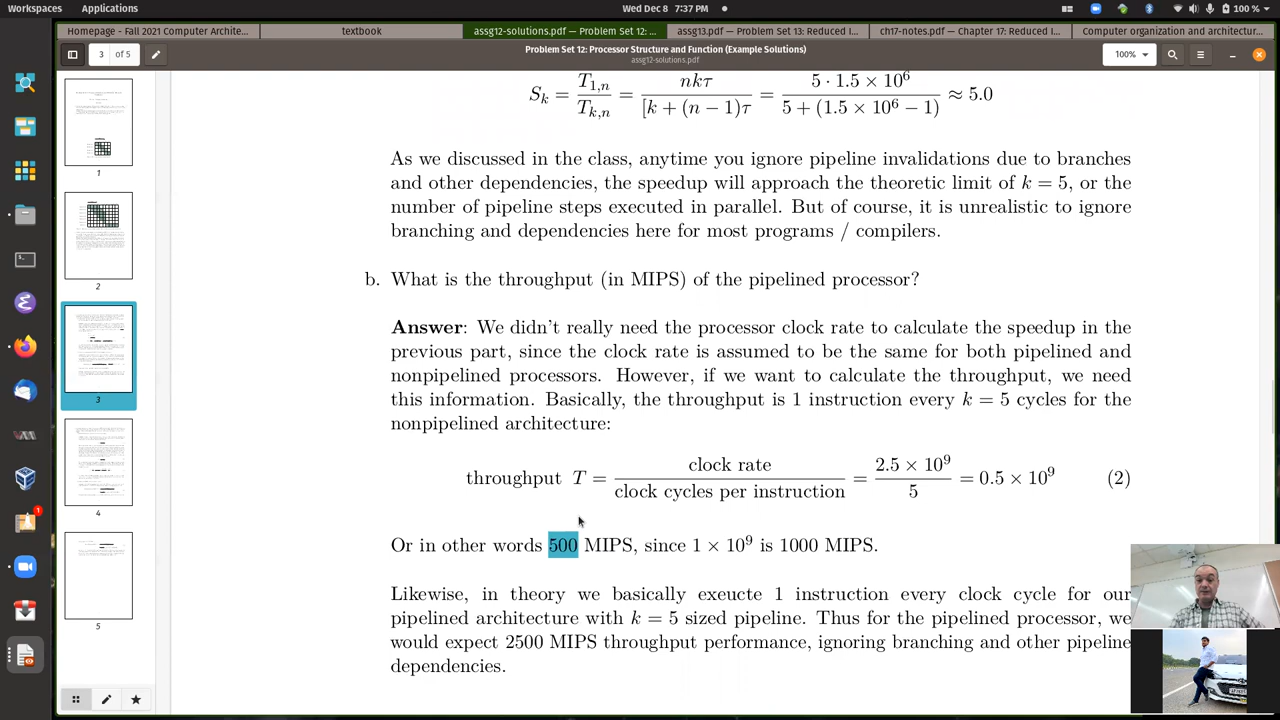 Workspaces Applications Wed Dec 8 7:37 PM 100 %
Homepage - Fall 2021 Computer Archite... textbook assg12-solutions.pdf — Problem Set 12: ... assg13.pdf — Problem Set 13: Reduced I... ch17-notes.pdf — Chapter 17: Reduced I... Computer organization and architectur...
3 of 5 Problem Set 12: Processor Structure and Function (Example Solutions) 100%
assg12-solutions.pdf
S_k = T_{1,n} / T_{k,n} = nkτ / [k + (n − 1)τ = 5 · 1.5 × 10^6 / 5 + (1.5 × 10^6 − 1) ≈ 5.0
As we discussed in the class, anytime you ignore pipeline invalidations due to branches
and other dependencies, the speedup will approach the theoretic limit of k = 5, or the
number of pipeline steps executed in parallel. But of course, it is unrealistic to ignore
branching and dependencies here for most programs / compilers.
b. What is the throughput (in MIPS) of the pipelined processor?
Answer: We didn't really need the processor clock rate to calculate the speedup in the
previous part, since the clock rate is assumed to be the same for both pipelined and
nonpipelined processors. However, if we want to calculate the throughput, we need
this information. Basically, the throughput is 1 instruction every k = 5 cycles for the
nonpipelined architecture:
throughput T = clock rate / clock cycles per instruction = 2.5 × 10^9 / 5 = 0.5 × 10^9 (2)
Or in other words 500 MIPS, since 1 × 10^9 is MIPS.
Likewise, in theory we basically exeucte 1 instruction every clock cycle for our
pipelined architecture with k = 5 sized pipeline. Thus for the pipelined processor, we
would expect 2500 MIPS throughput performance, ignoring branching and other pipeline
dependencies.
1
2
3
4
5
1